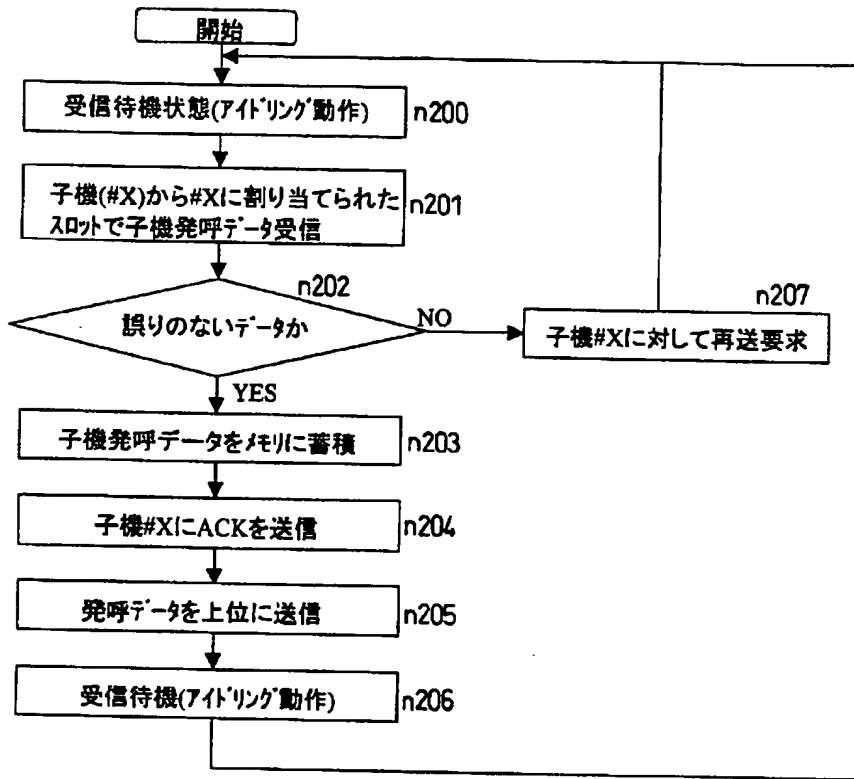 開始
受信待機状態(アイドリング動作)
n200
子機(#X)から#Xに割り当てられた
スロットで子機発呼データ受信
n201
n202
誤りのないデータか
NO
n207
子機#Xに対して再送要求
YES
子機発呼データをメモリに蓄積
n203
子機#XにACKを送信
n204
発呼データを上位に送信
n205
受信待機(アイドリング動作)
n206